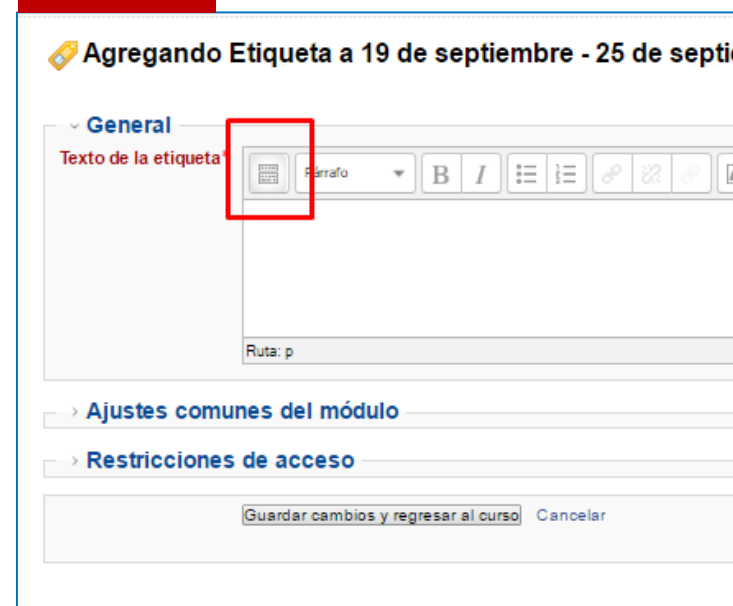 Agregando Etiqueta a 19 de septiembre - 25 de
General
Texto de la etiqueta*
Párrafo
B I
Ruta: p
Ajustes comunes del módulo
Restricciones de acceso
Guardar cambios y regresar al curso Cancelar